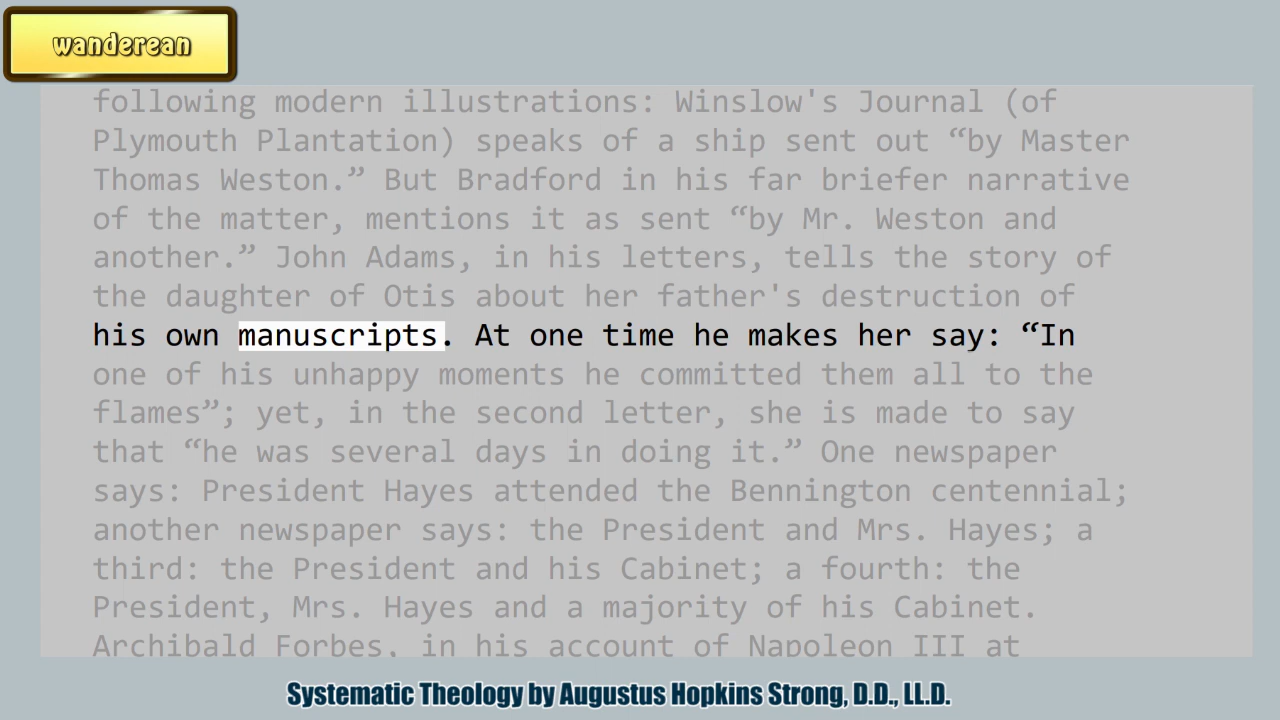 wanderean
following modern illustrations: Winslow's Journal (of
Plymouth Plantation) speaks of a ship sent out “by Master
Thomas Weston.” But Bradford in his far briefer narrative
of the matter, mentions it as sent “by Mr. Weston and
another.” John Adams, in his letters, tells the story of
the daughter of Otis about her father's destruction of
his own manuscripts. At one time he makes her say: “In
one of his unhappy moments he committed them all to the
flames”; yet, in the second letter, she is made to say
that “he was several days in doing it.” One newspaper
says: President Hayes attended the Bennington centennial;
another newspaper says: the President and Mrs. Hayes; a
third: the President and his Cabinet; a fourth: the
President, Mrs. Hayes and a majority of his Cabinet.
Archibald Forbes, in his account of Napoleon III at
Systematic Theology by Augustus Hopkins Strong, D.D., LL.D.